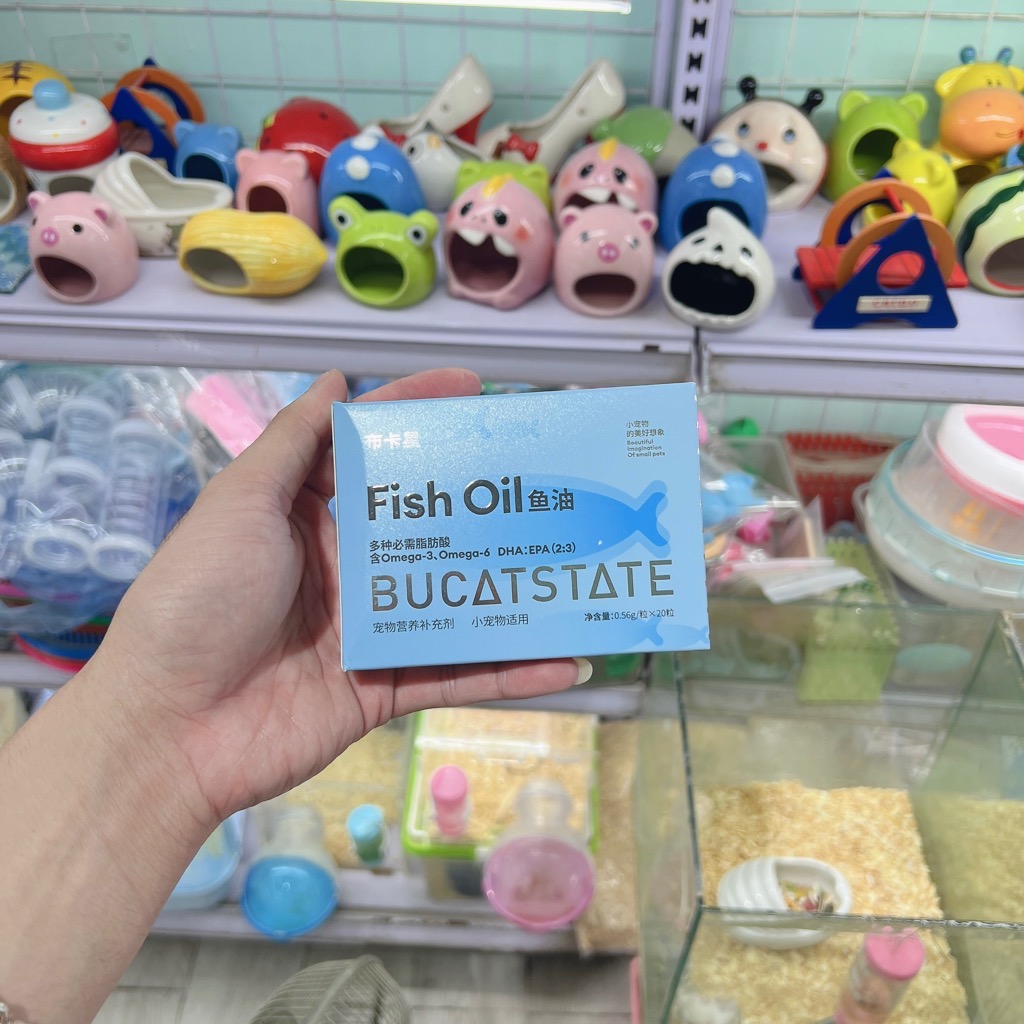 布卡星
小宠物
的美好想象
Beautiful
Imagination
Of small pets
Fish Oil鱼油
多种必需脂肪酸
含Omega-3、Omega-6 DHA:EPA(2:3)
BUCATSTATE
宠物营养补充剂 小宠物适用
净含量:0.56g/粒×20粒